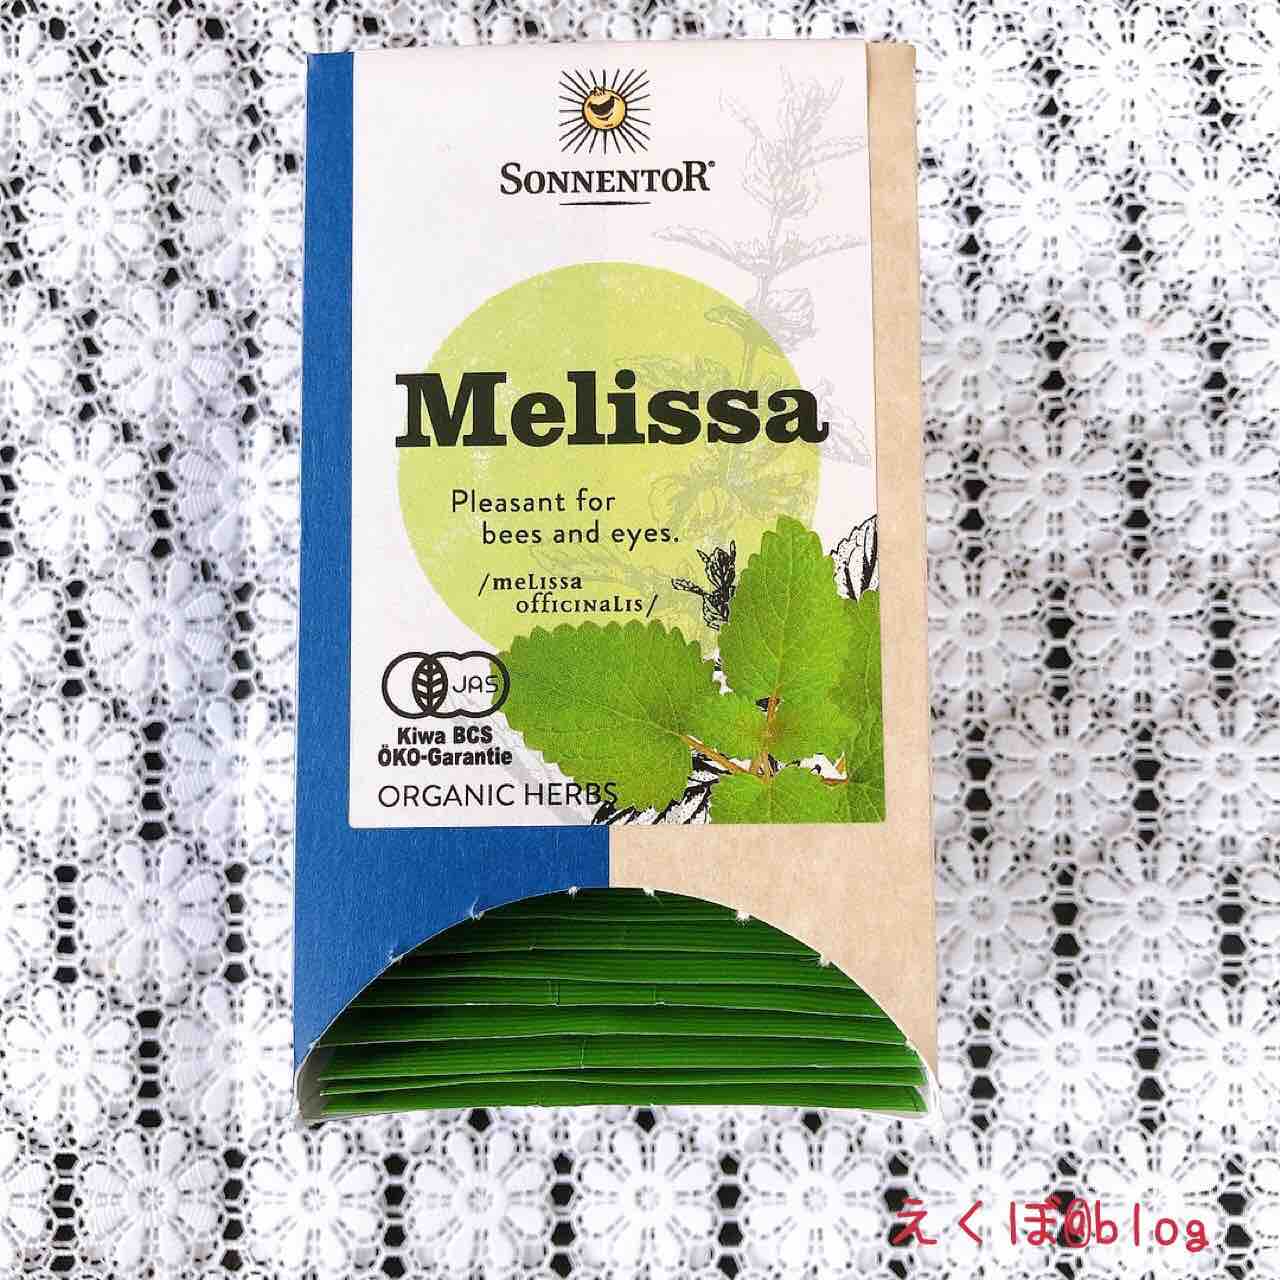 SONNENTOR®
Melissa
Pleasant for
bees and eyes.
/melissa
officinalis/
JAS
Kiwa BCS
ÖKO-Garantie
ORGANIC HERBS
えくぼ@blog